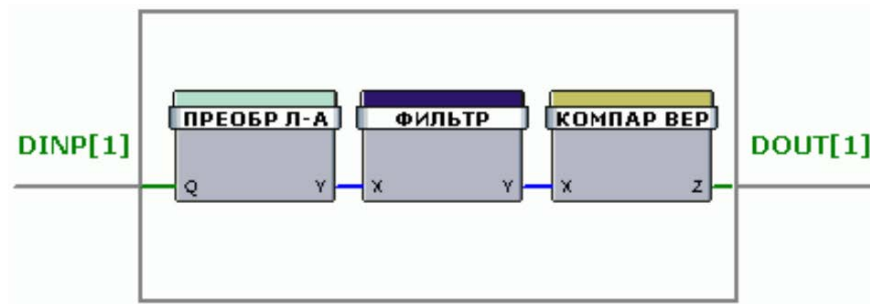 ПРЕОБР Л-А ФИЛЬТР КОМПАР ВЕР
DINP[1] DOUT[1]
Q Y X Y X Z